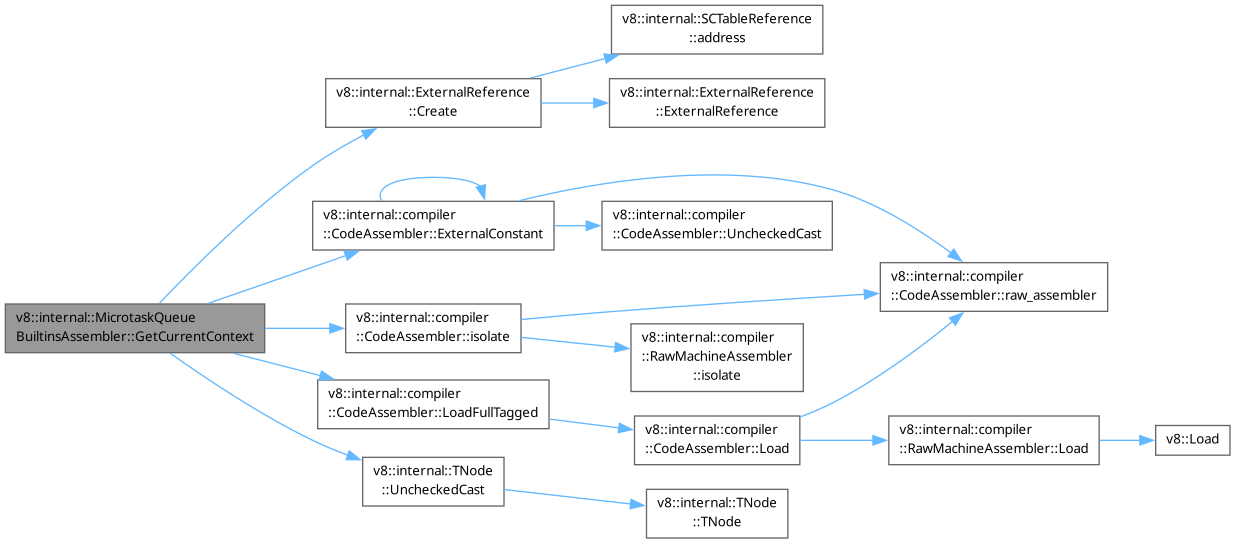 v8::internal::SCTableReference
::address
v8::internal::ExternalReference
::Create
v8::internal::ExternalReference
::ExternalReference
v8::internal::compiler
::CodeAssembler::ExternalConstant
v8::internal::compiler
::CodeAssembler::UncheckedCast
v8::internal::compiler
::CodeAssembler::raw_assembler
v8::internal::MicrotaskQueue
BuiltinsAssembler::GetCurrentContext
v8::internal::compiler
::CodeAssembler::isolate
v8::internal::compiler
::RawMachineAssembler
::isolate
v8::internal::compiler
::CodeAssembler::LoadFullTagged
v8::internal::compiler
::CodeAssembler::Load
v8::internal::compiler
::RawMachineAssembler::Load
v8::Load
v8::internal::TNode
::UncheckedCast
v8::internal::TNode
::TNode